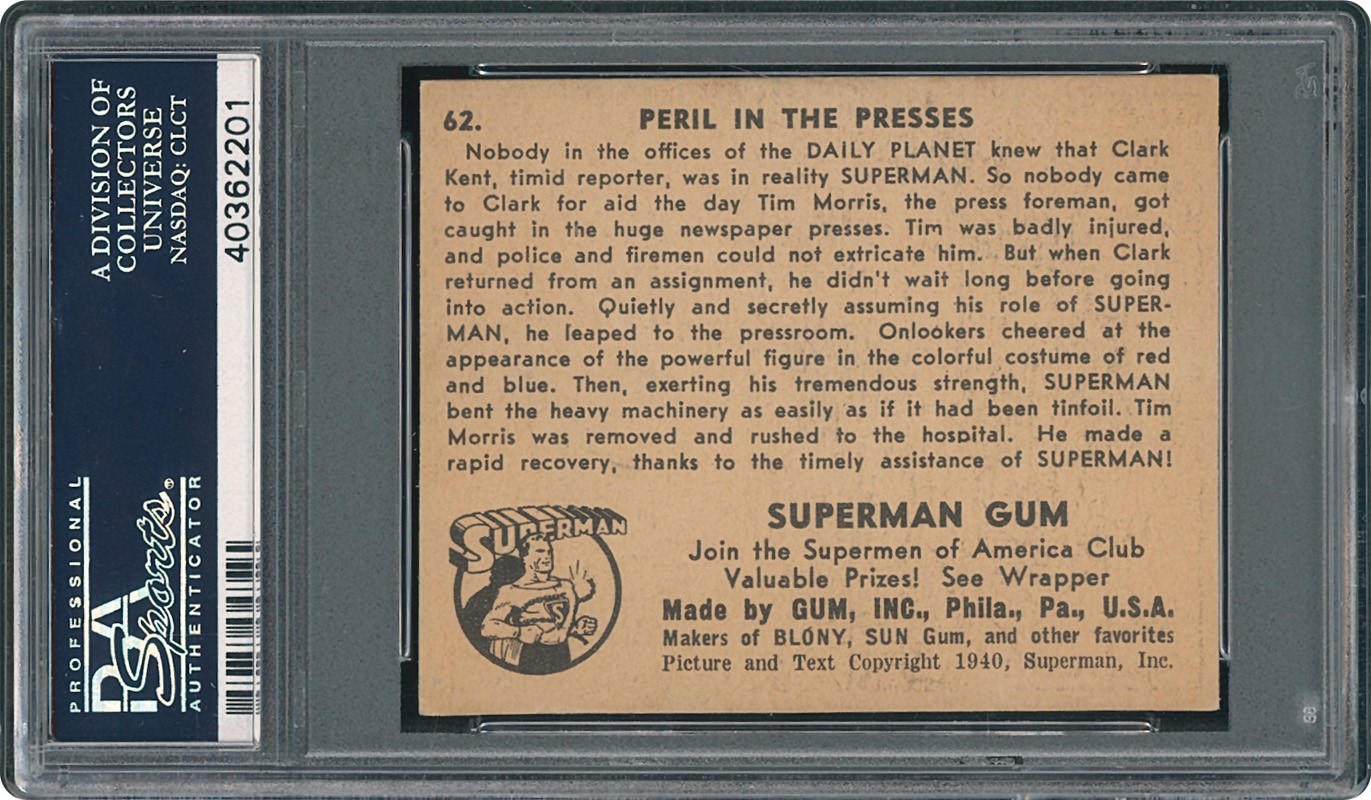 A DIVISION OF
COLLECTORS
UNIVERSE
NASDAQ: CLCT
40362201
PROFESSIONAL
PSA
Sports®
AUTHENTICATOR
62. PERIL IN THE PRESSES
Nobody in the offices of the DAILY PLANET knew that Clark
Kent, timid reporter, was in reality SUPERMAN. So nobody came
to Clark for aid the day Tim Morris, the press foreman, got
caught in the huge newspaper presses. Tim was badly injured,
and police and firemen could not extricate him. But when Clark
returned from an assignment, he didn't wait long before going
into action. Quietly and secretly assuming his role of SUPER-
MAN, he leaped to the pressroom. Onlookers cheered at the
appearance of the powerful figure in the colorful costume of red
and blue. Then, exerting his tremendous strength, SUPERMAN
bent the heavy machinery as easily as if it had been tinfoil. Tim
Morris was removed and rushed to the hospital. He made a
rapid recovery, thanks to the timely assistance of SUPERMAN!
SUPERMAN
S
SUPERMAN GUM
Join the Supermen of America Club
Valuable Prizes! See Wrapper
Made by GUM, INC., Phila., Pa., U.S.A.
Makers of BLONY, SUN Gum, and other favorites
Picture and Text Copyright 1940, Superman, Inc.